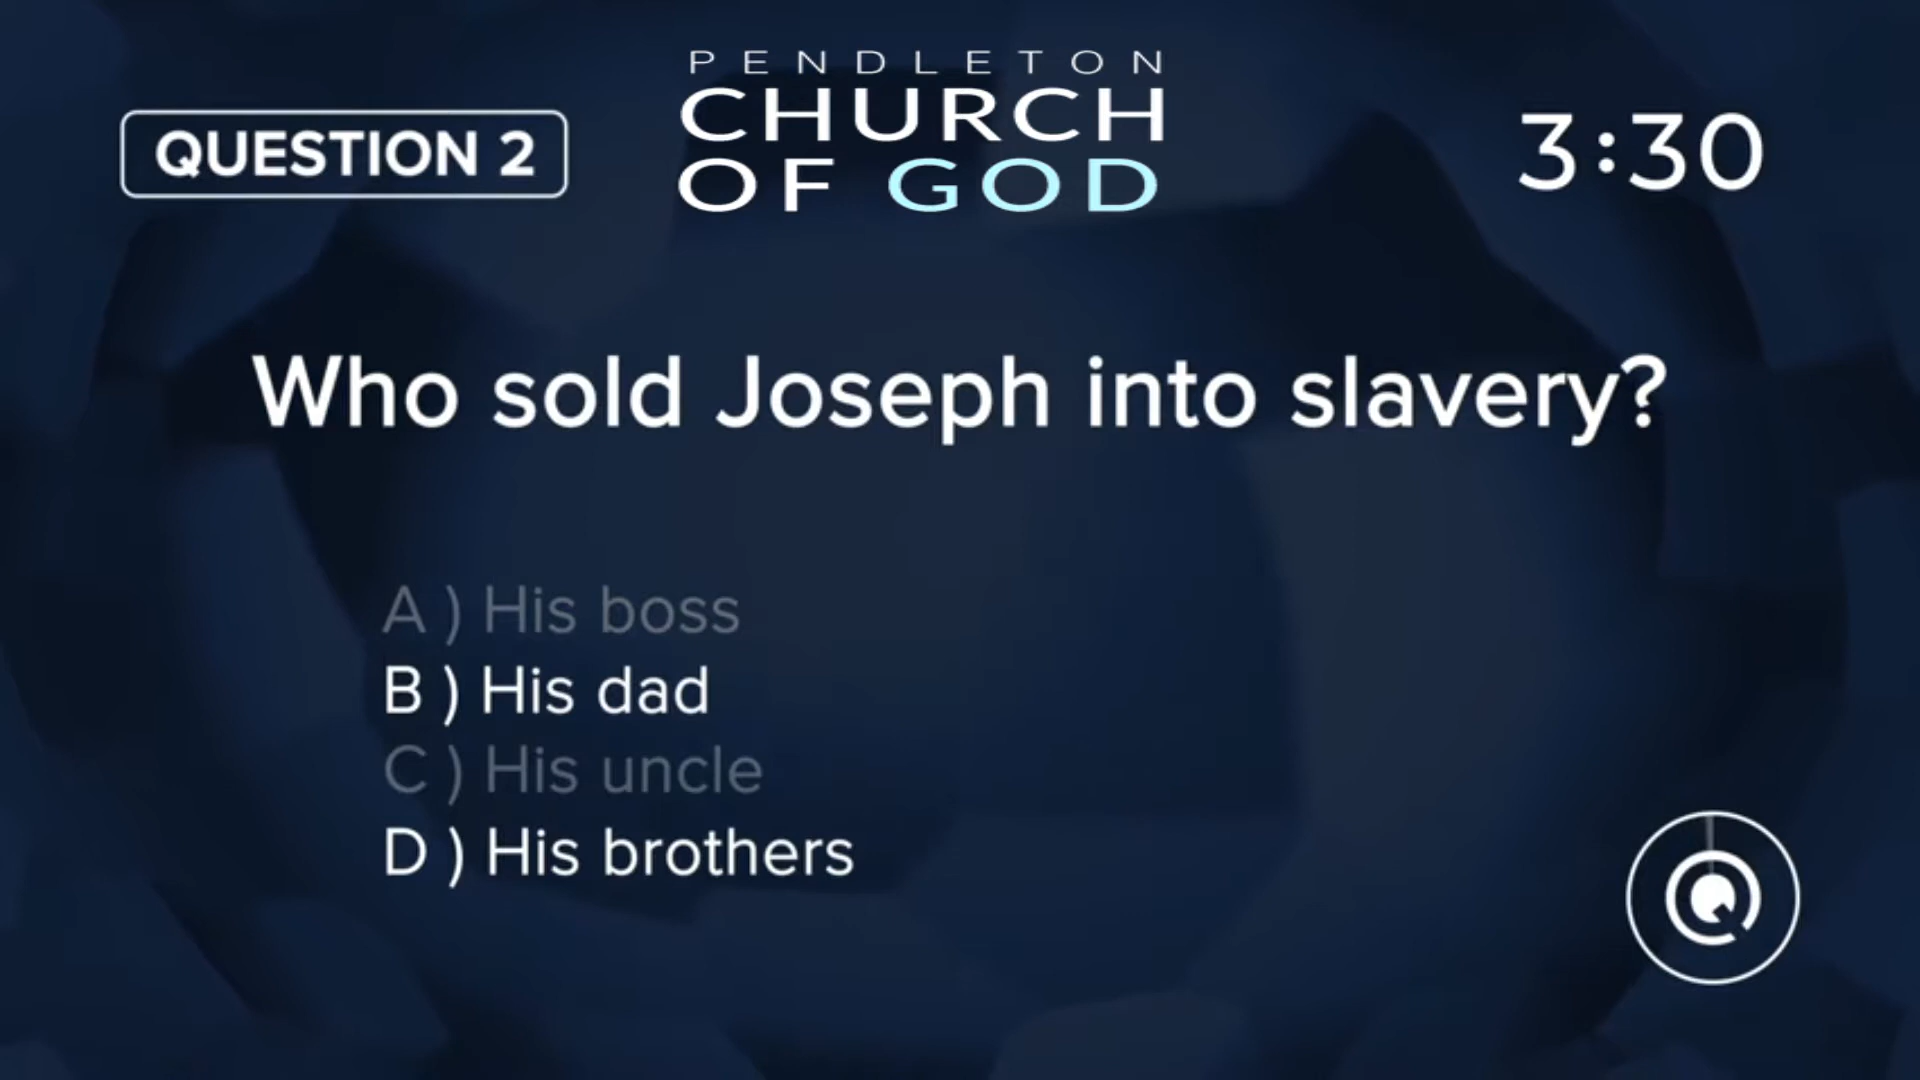 PENDLETON
CHURCH
OF GOD
QUESTION 2
3:30
Who sold Joseph into slavery?
A ) His boss
B ) His dad
C ) His uncle
D ) His brothers
Q